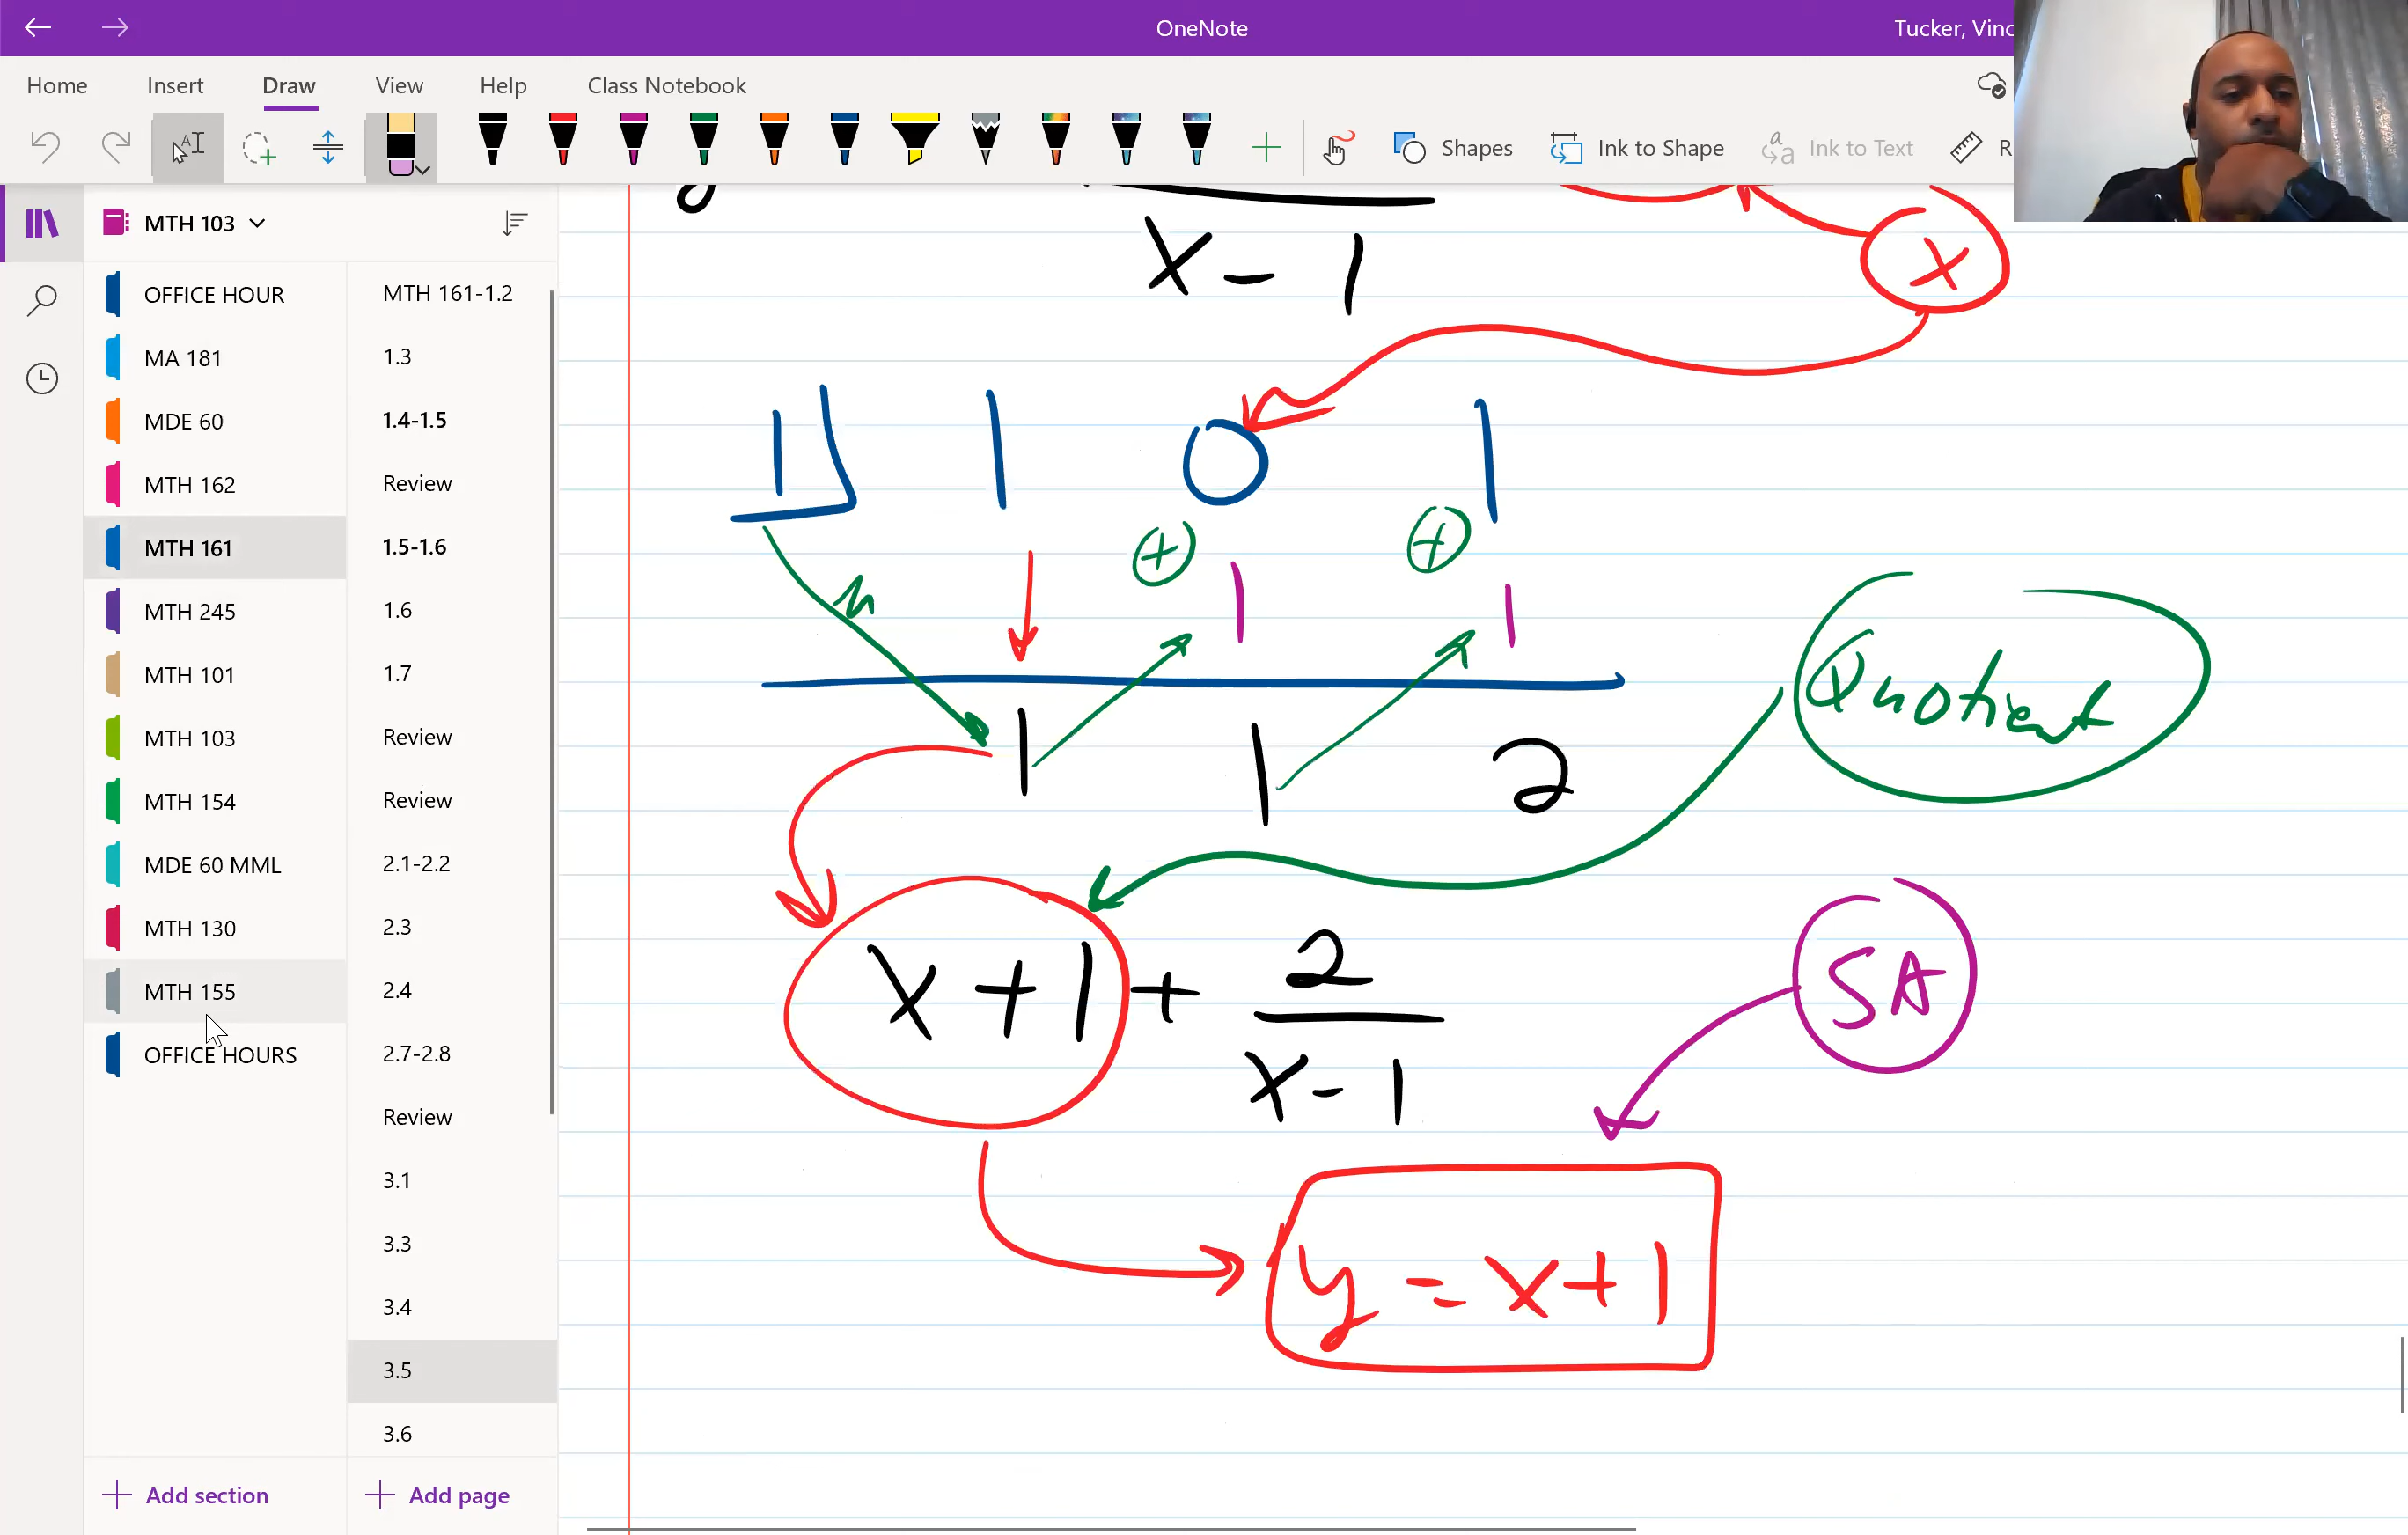 OneNote
Tucker, Vinc
Home Insert Draw View Help Class Notebook
Shapes Ink to Shape Ink to Text R
MTH 103
OFFICE HOUR
MA 181
MDE 60
MTH 162
MTH 161
MTH 245
MTH 101
MTH 103
MTH 154
MDE 60 MML
MTH 130
MTH 155
OFFICE HOURS
Add section
MTH 161-1.2
1.3
1.4-1.5
Review
1.5-1.6
1.6
1.7
Review
Review
2.1-2.2
2.3
2.4
2.7-2.8
Review
3.1
3.3
3.4
3.5
3.6
Add page
x - 1
x
1 1 0 1
+ +
m 1 1
Quotient
1 1 2
x + 1 + 2
x - 1
SA
y = x + 1